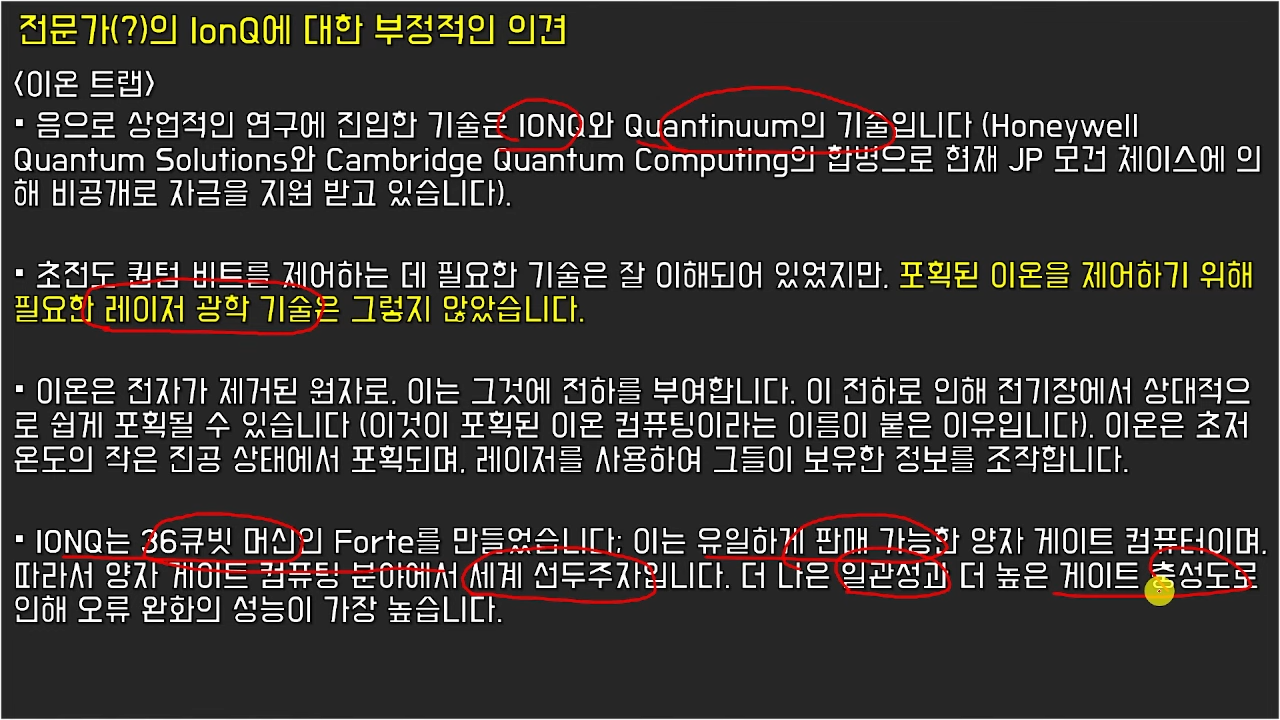 전문가(?)의 IonQ에 대한 부정적인 의견
<이온 트랩>
▪ 음으로 상업적인 연구에 진입한 기술은 IONQ와 Quantinuum의 기술입니다 (Honeywell
Quantum Solutions와 Cambridge Quantum Computing의 합병으로 현재 JP 모건 체이스에 의
해 비공개로 자금을 지원 받고 있습니다).
▪ 초전도 퀀텀 비트를 제어하는 데 필요한 기술은 잘 이해되어 있었지만, 포획된 이온을 제어하기 위해
필요한 레이저 광학 기술은 그렇지 않았습니다.
▪ 이온은 전자가 제거된 원자로, 이는 그것에 전하를 부여합니다. 이 전하로 인해 전기장에서 상대적으
로 쉽게 포획될 수 있습니다 (이것이 포획된 이온 컴퓨팅이라는 이름이 붙은 이유입니다). 이온은 초저
온도의 작은 진공 상태에서 포획되며, 레이저를 사용하여 그들이 보유한 정보를 조작합니다.
▪ IONQ는 36큐빗 머신인 Forte를 만들었습니다; 이는 유일하게 판매 가능한 양자 게이트 컴퓨터이며,
따라서 양자 게이트 컴퓨팅 분야에서 세계 선두주자입니다. 더 나은 일관성과 더 높은 게이트 충성도로
인해 오류 완화의 성능이 가장 높습니다.